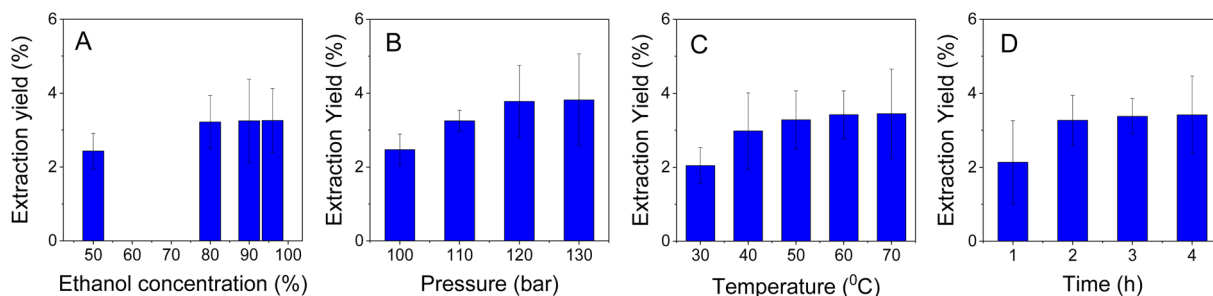 A
Extraction yield (%)
6
4
2
0
50 60 70 80 90 100
Ethanol concentration (%)
B
Extraction Yield (%)
6
4
2
0
100 110 120 130
Pressure (bar)
C
Extraction Yield (%)
6
4
2
0
30 40 50 60 70
Temperature (⁰C)
D
Extraction Yield (%)
6
4
2
0
1 2 3 4
Time (h)